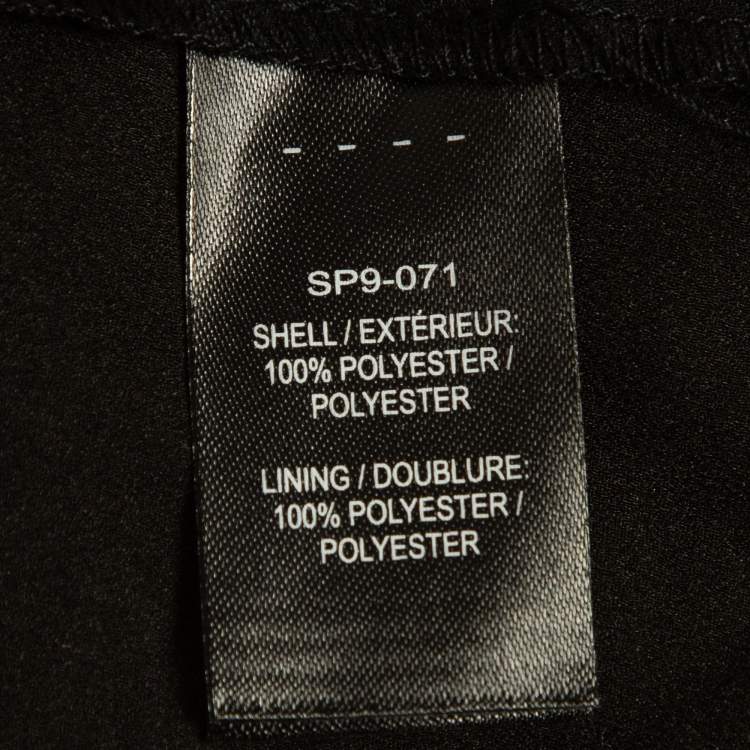 - - - -
SP9-071
SHELL / EXTÉRIEUR:
100% POLYESTER /
POLYESTER
LINING / DOUBLURE:
100% POLYESTER /
POLYESTER